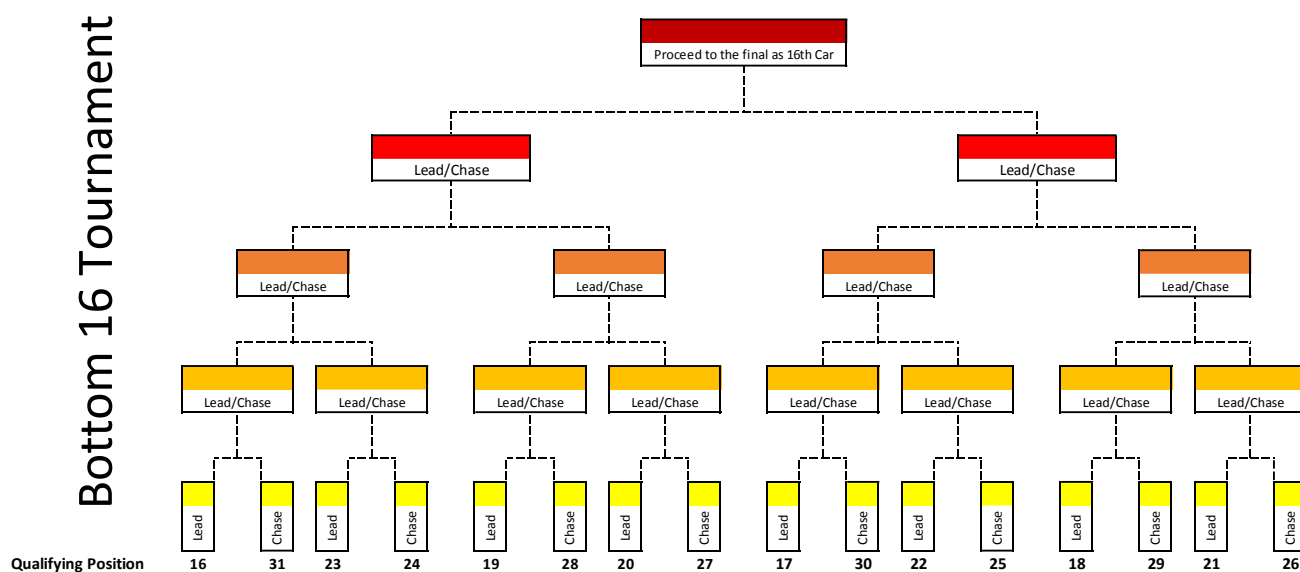 Bottom 16 Tournament
Proceed to the final as 16th Car
Lead/Chase Lead/Chase
Lead/Chase Lead/Chase Lead/Chase Lead/Chase
Lead/Chase Lead/Chase Lead/Chase Lead/Chase Lead/Chase Lead/Chase Lead/Chase Lead/Chase
Lead Chase Lead Chase Lead Chase Lead Chase Lead Chase Lead Chase Lead Chase Lead Chase
Qualifying Position 16 31 23 24 19 28 20 27 17 30 22 25 18 29 21 26